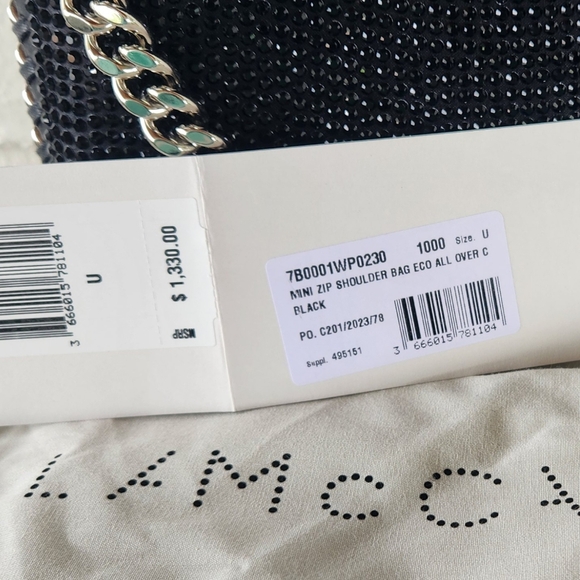 3 666015 781104
U
$ 1,330.00
MSRP
7B0001WP0230 1000 Size U
MINI ZIP SHOULDER BAG ECO ALL OVER C
BLACK
PO. C201/2023/78
Suppl. 495151
3 666015 781104
LAMcCA